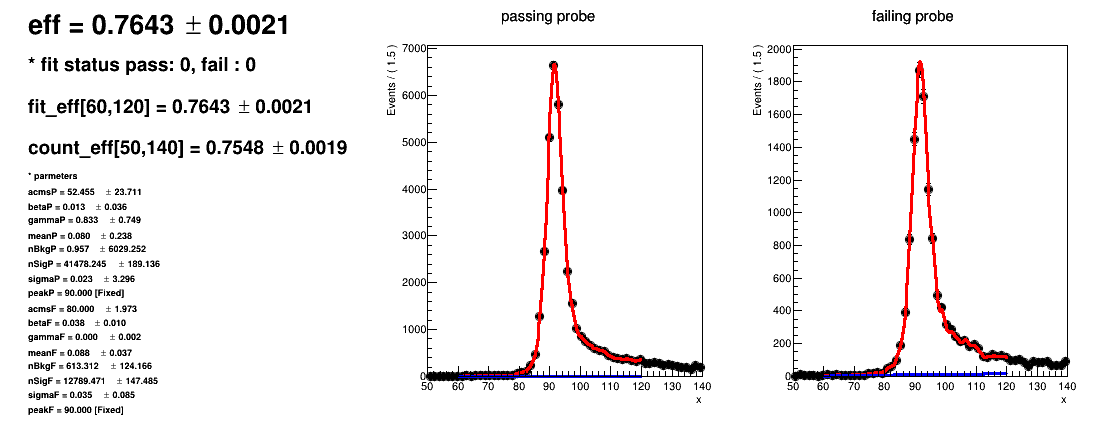 eff = 0.7643 ± 0.0021
* fit status pass: 0, fail : 0
fit_eff[60,120] = 0.7643 ± 0.0021
count_eff[50,140] = 0.7548 ± 0.0019
* parmeters
acmsP = 52.455 ± 23.711
betaP = 0.013 ± 0.036
gammaP = 0.833 ± 0.749
meanP = 0.080 ± 0.238
nBkgP = 0.957 ± 6029.252
nSigP = 41478.245 ± 189.136
sigmaP = 0.023 ± 3.296
peakP = 90.000 [Fixed]
acmsF = 80.000 ± 1.973
betaF = 0.038 ± 0.010
gammaF = 0.000 ± 0.002
meanF = 0.088 ± 0.037
nBkgF = 613.312 ± 124.166
nSigF = 12789.471 ± 147.485
sigmaF = 0.035 ± 0.085
peakF = 90.000 [Fixed]
passing probe
Events / ( 1.5 )
7000
6000
5000
4000
3000
2000
1000
0
50 60 70 80 90 100 110 120 130 140
x
failing probe
Events / ( 1.5 )
2000
1800
1600
1400
1200
1000
800
600
400
200
0
50 60 70 80 90 100 110 120 130 140
x